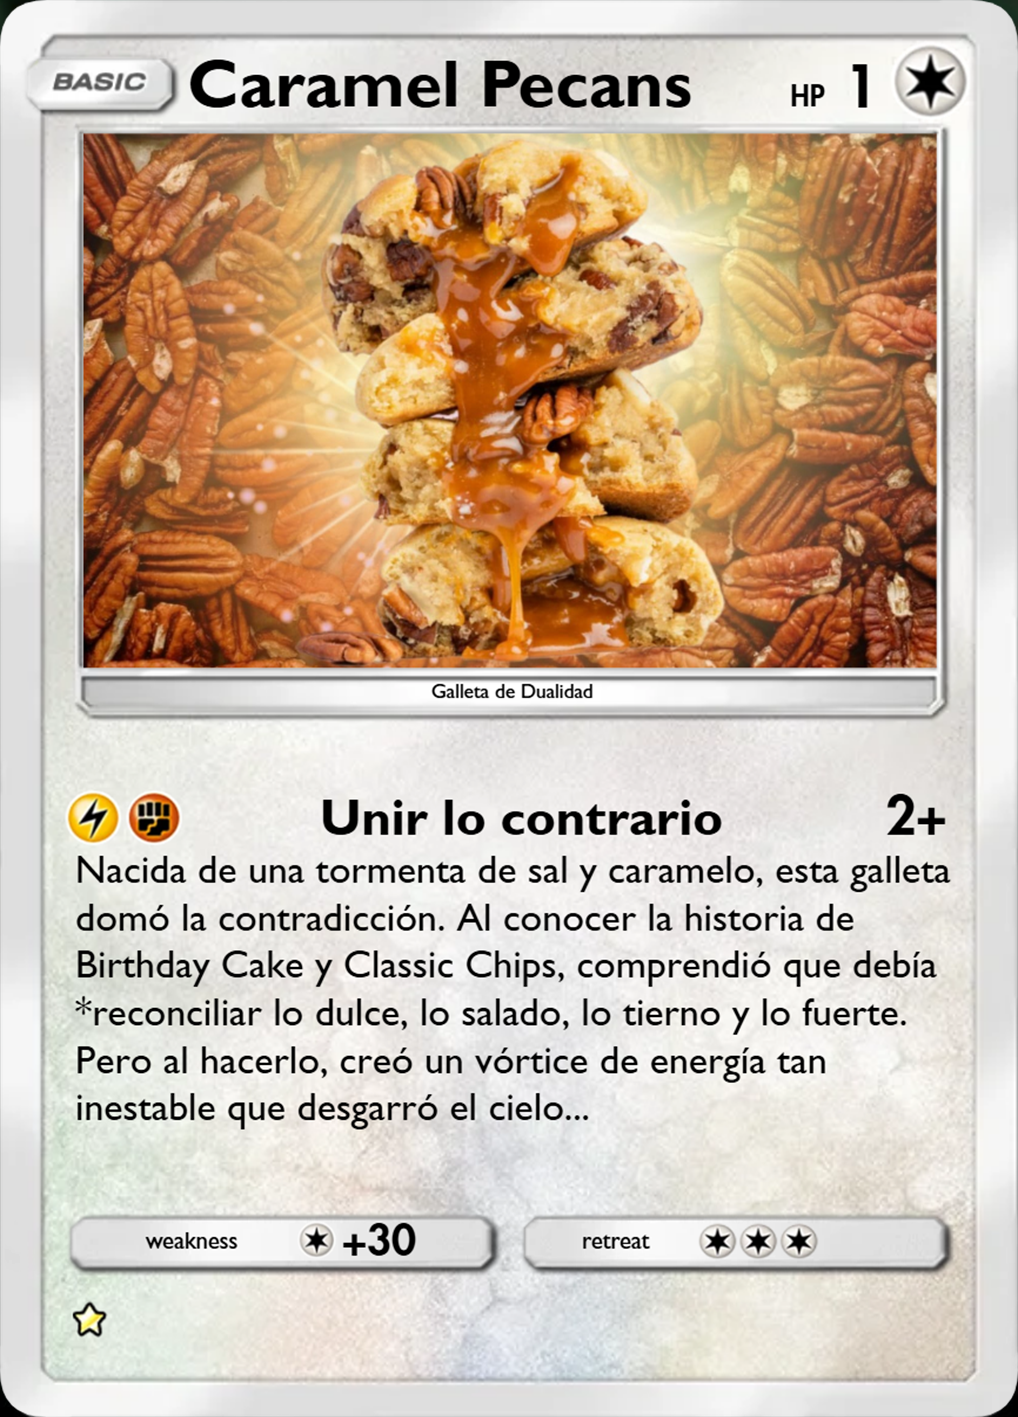 BASIC Caramel Pecans HP 1
Galleta de Dualidad
Unir lo contrario 2+
Nacida de una tormenta de sal y caramelo, esta galleta
domó la contradicción. Al conocer la historia de
Birthday Cake y Classic Chips, comprendió que debía
*reconciliar lo dulce, lo salado, lo tierno y lo fuerte.
Pero al hacerlo, creó un vórtice de energía tan
inestable que desgarró el cielo...
weakness +30 retreat